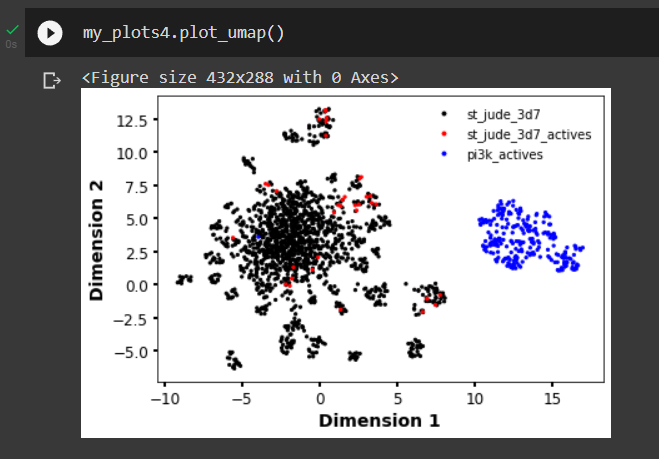 my_plots4.plot_umap()
0s
<Figure size 432x288 with 0 Axes>
st_jude_3d7
st_jude_3d7_actives
pi3k_actives
12.5
10.0
7.5
5.0
2.5
0.0
−2.5
−5.0
Dimension 2
−10 −5 0 5 10 15
Dimension 1